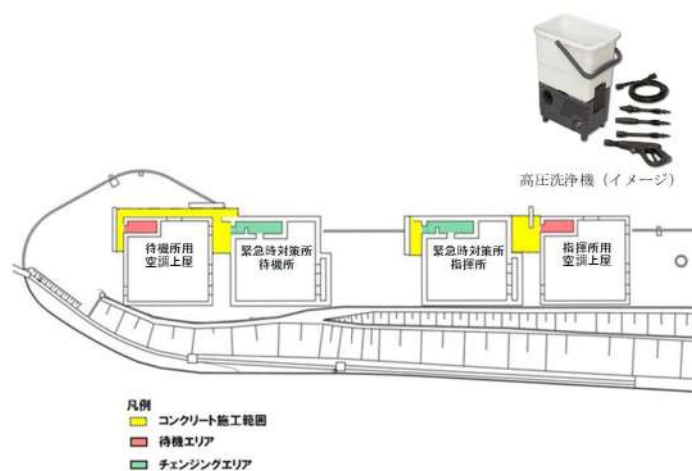 高圧洗浄機（イメージ）
待機所用
空調上屋
緊急時対策所
待機所
緊急時対策所
指揮所
指揮所用
空調上屋
凡例
コンクリート施工範囲
待機エリア
チェンジングエリア